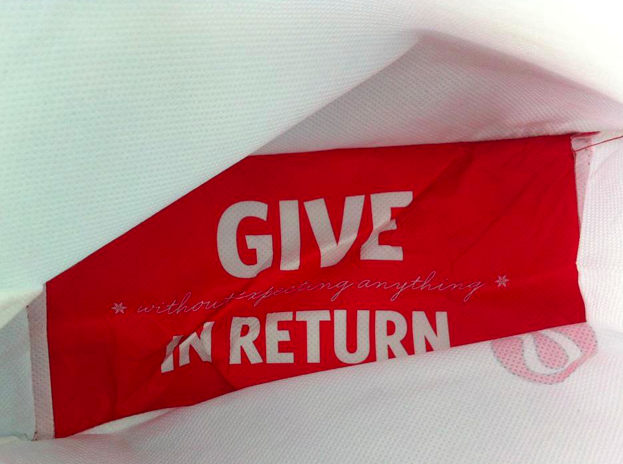 GIVE
without expecting anything
IN RETURN